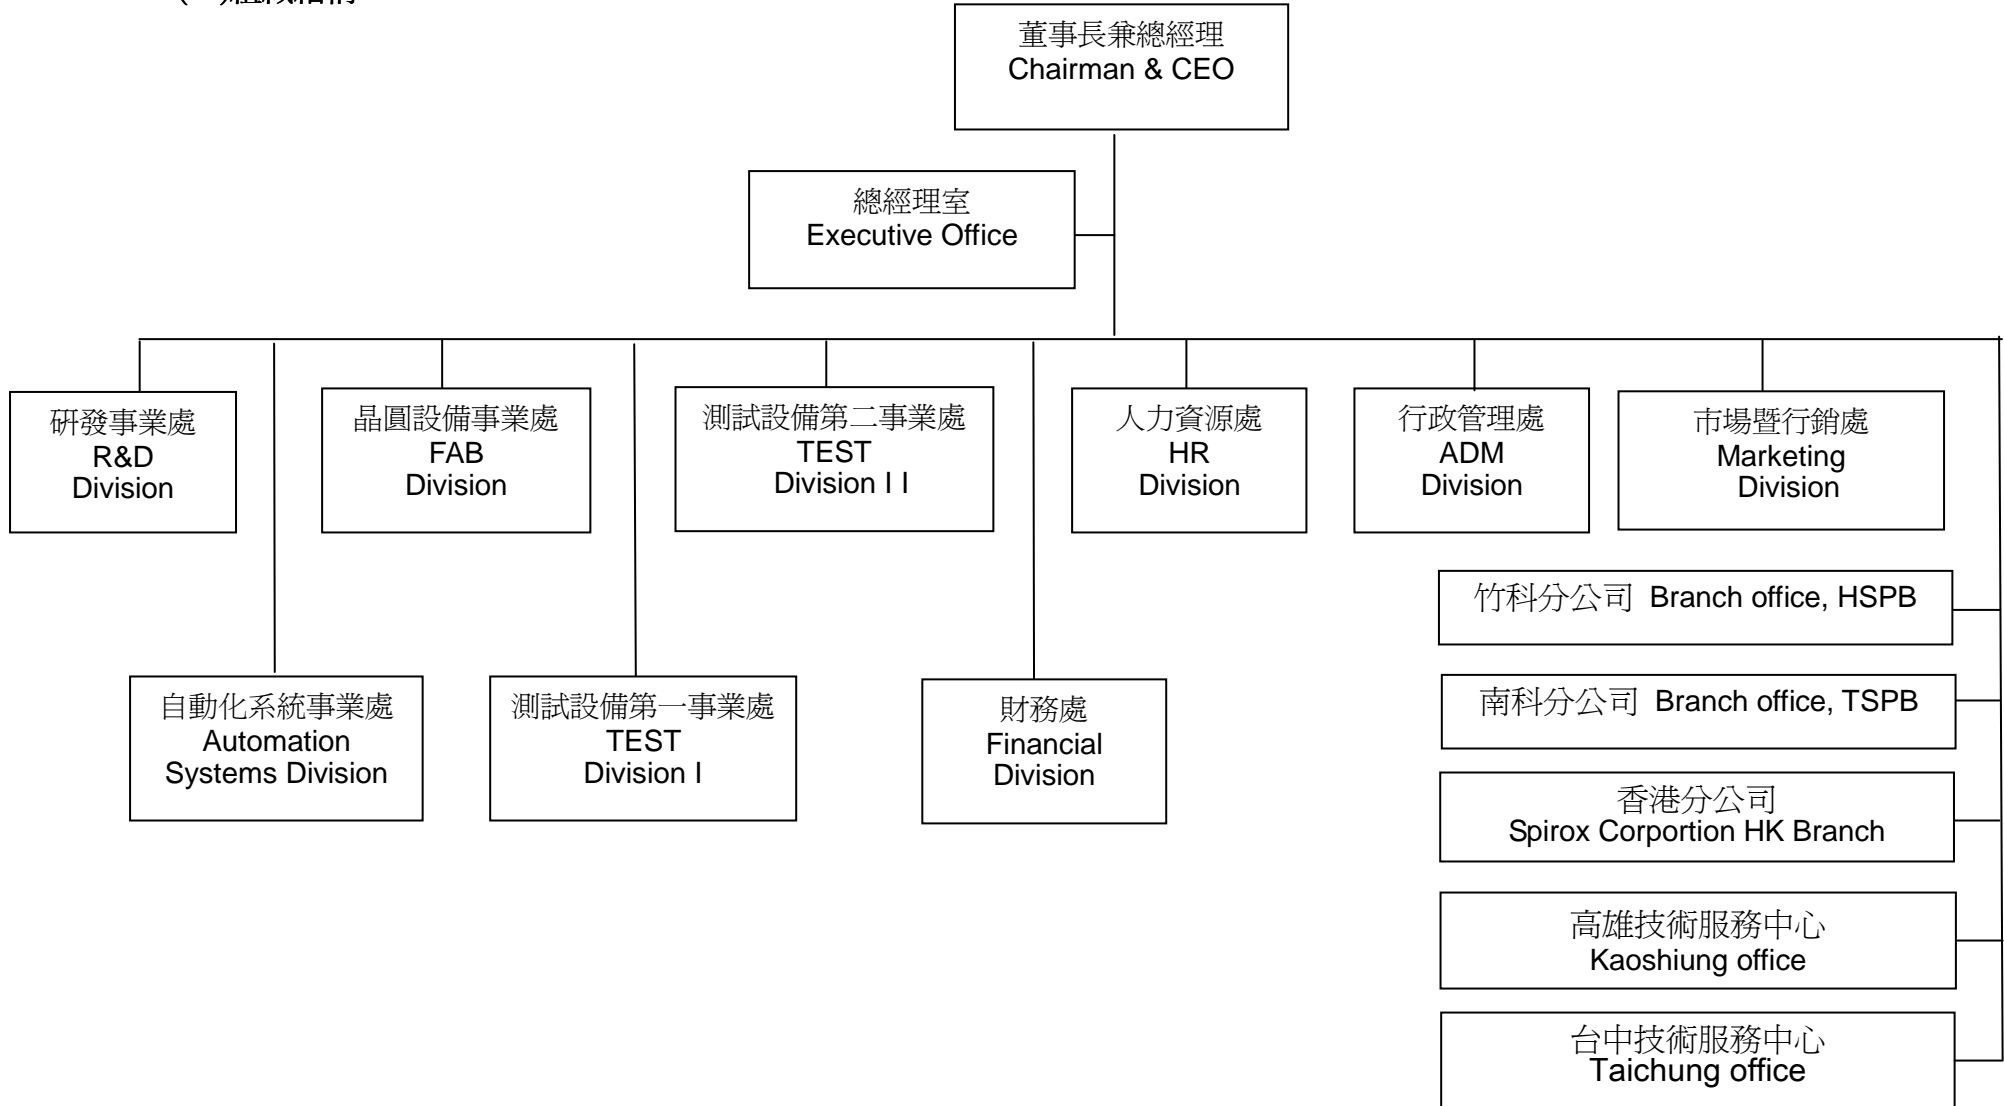 董事長兼總經理
Chairman & CEO
總經理室
Executive Office
研發事業處
R&D
Division
晶圓設備事業處
FAB
Division
測試設備第二事業處
TEST
Division I I
人力資源處
HR
Division
行政管理處
ADM
Division
市場暨行銷處
Marketing
Division
竹科分公司 Branch office, HSPB
自動化系統事業處
Automation
Systems Division
測試設備第一事業處
TEST
Division I
財務處
Financial
Division
南科分公司 Branch office, TSPB
香港分公司
Spirox Corportion HK Branch
高雄技術服務中心
Kaoshiung office
台中技術服務中心
Taichung office